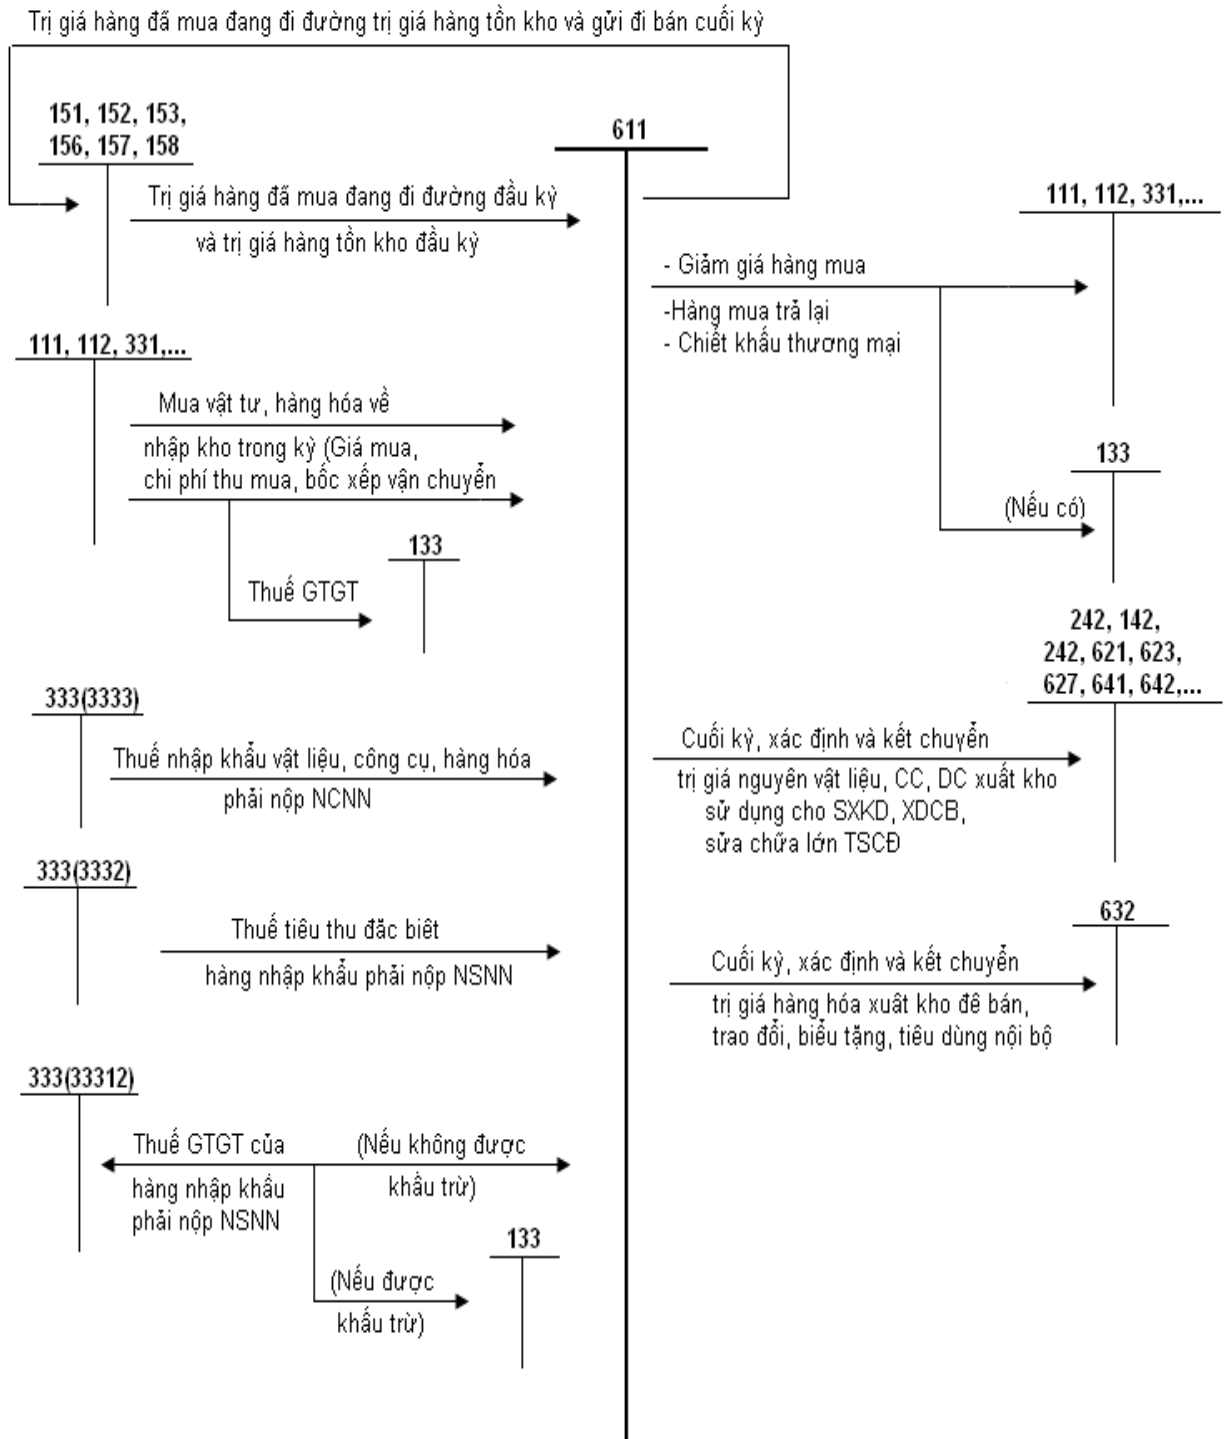 Trị giá hàng đã mua đang đi đường trị giá hàng tồn kho và gửi đi bán cuối kỳ
151, 152, 153,
156, 157, 158
611
Trị giá hàng đã mua đang đi đường đầu kỳ
và trị giá hàng tồn kho đầu kỳ
111, 112, 331,...
- Giảm giá hàng mua
-Hàng mua trả lại
- Chiết khấu thương mại
111, 112, 331,...
Mua vật tư, hàng hóa về
nhập kho trong kỳ (Giá mua,
chi phí thu mua, bốc xếp vận chuyển
133
(Nếu có)
133
Thuế GTGT
242, 142,
242, 621, 623,
627, 641, 642,...
333(3333)
Thuế nhập khẩu vật liệu, công cụ, hàng hóa
phải nộp NCNN
Cuối kỳ, xác định và kết chuyển
trị giá nguyên vật liệu, CC, DC xuất kho
sử dụng cho SXKD, XDCB,
sửa chữa lớn TSCĐ
333(3332)
Thuế tiêu thu đăc biêt
hàng nhập khẩu phải nộp NSNN
632
Cuối kỳ, xác định và kết chuyển
trị giá hàng hóa xuât kho đê bán,
trao đổi, biểu tặng, tiêu dùng nội bộ
333(33312)
Thuế GTGT của
hàng nhập khẩu
phải nộp NSNN
(Nếu không được
khấu trừ)
133
(Nếu được
khấu trừ)